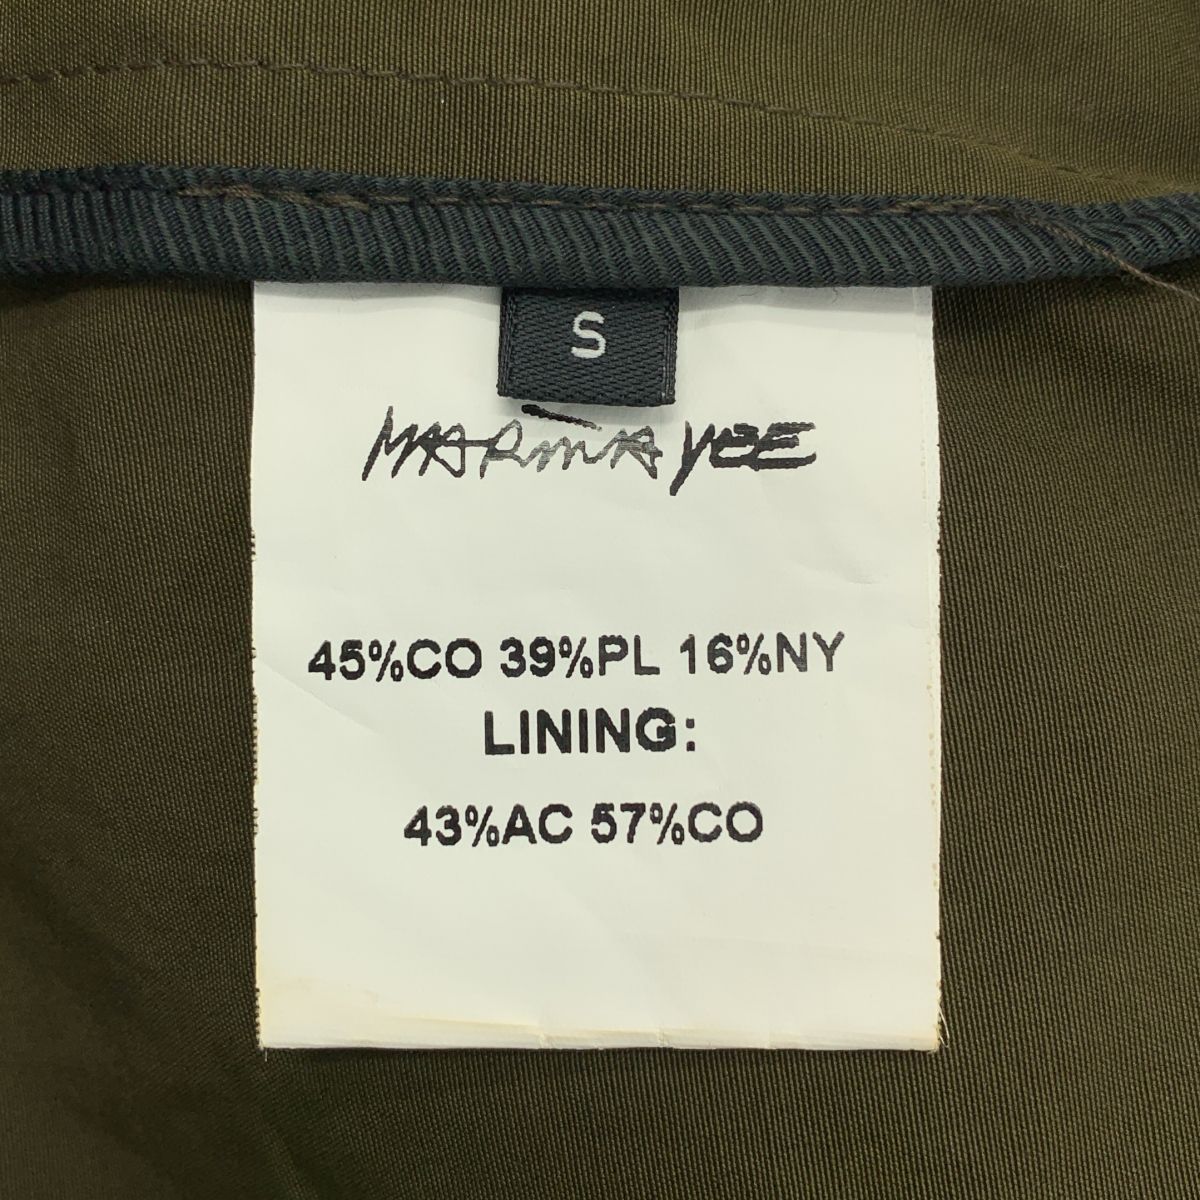 S
MARINA YEE
45%CO 39%PL 16%NY
LINING:
43%AC 57%CO